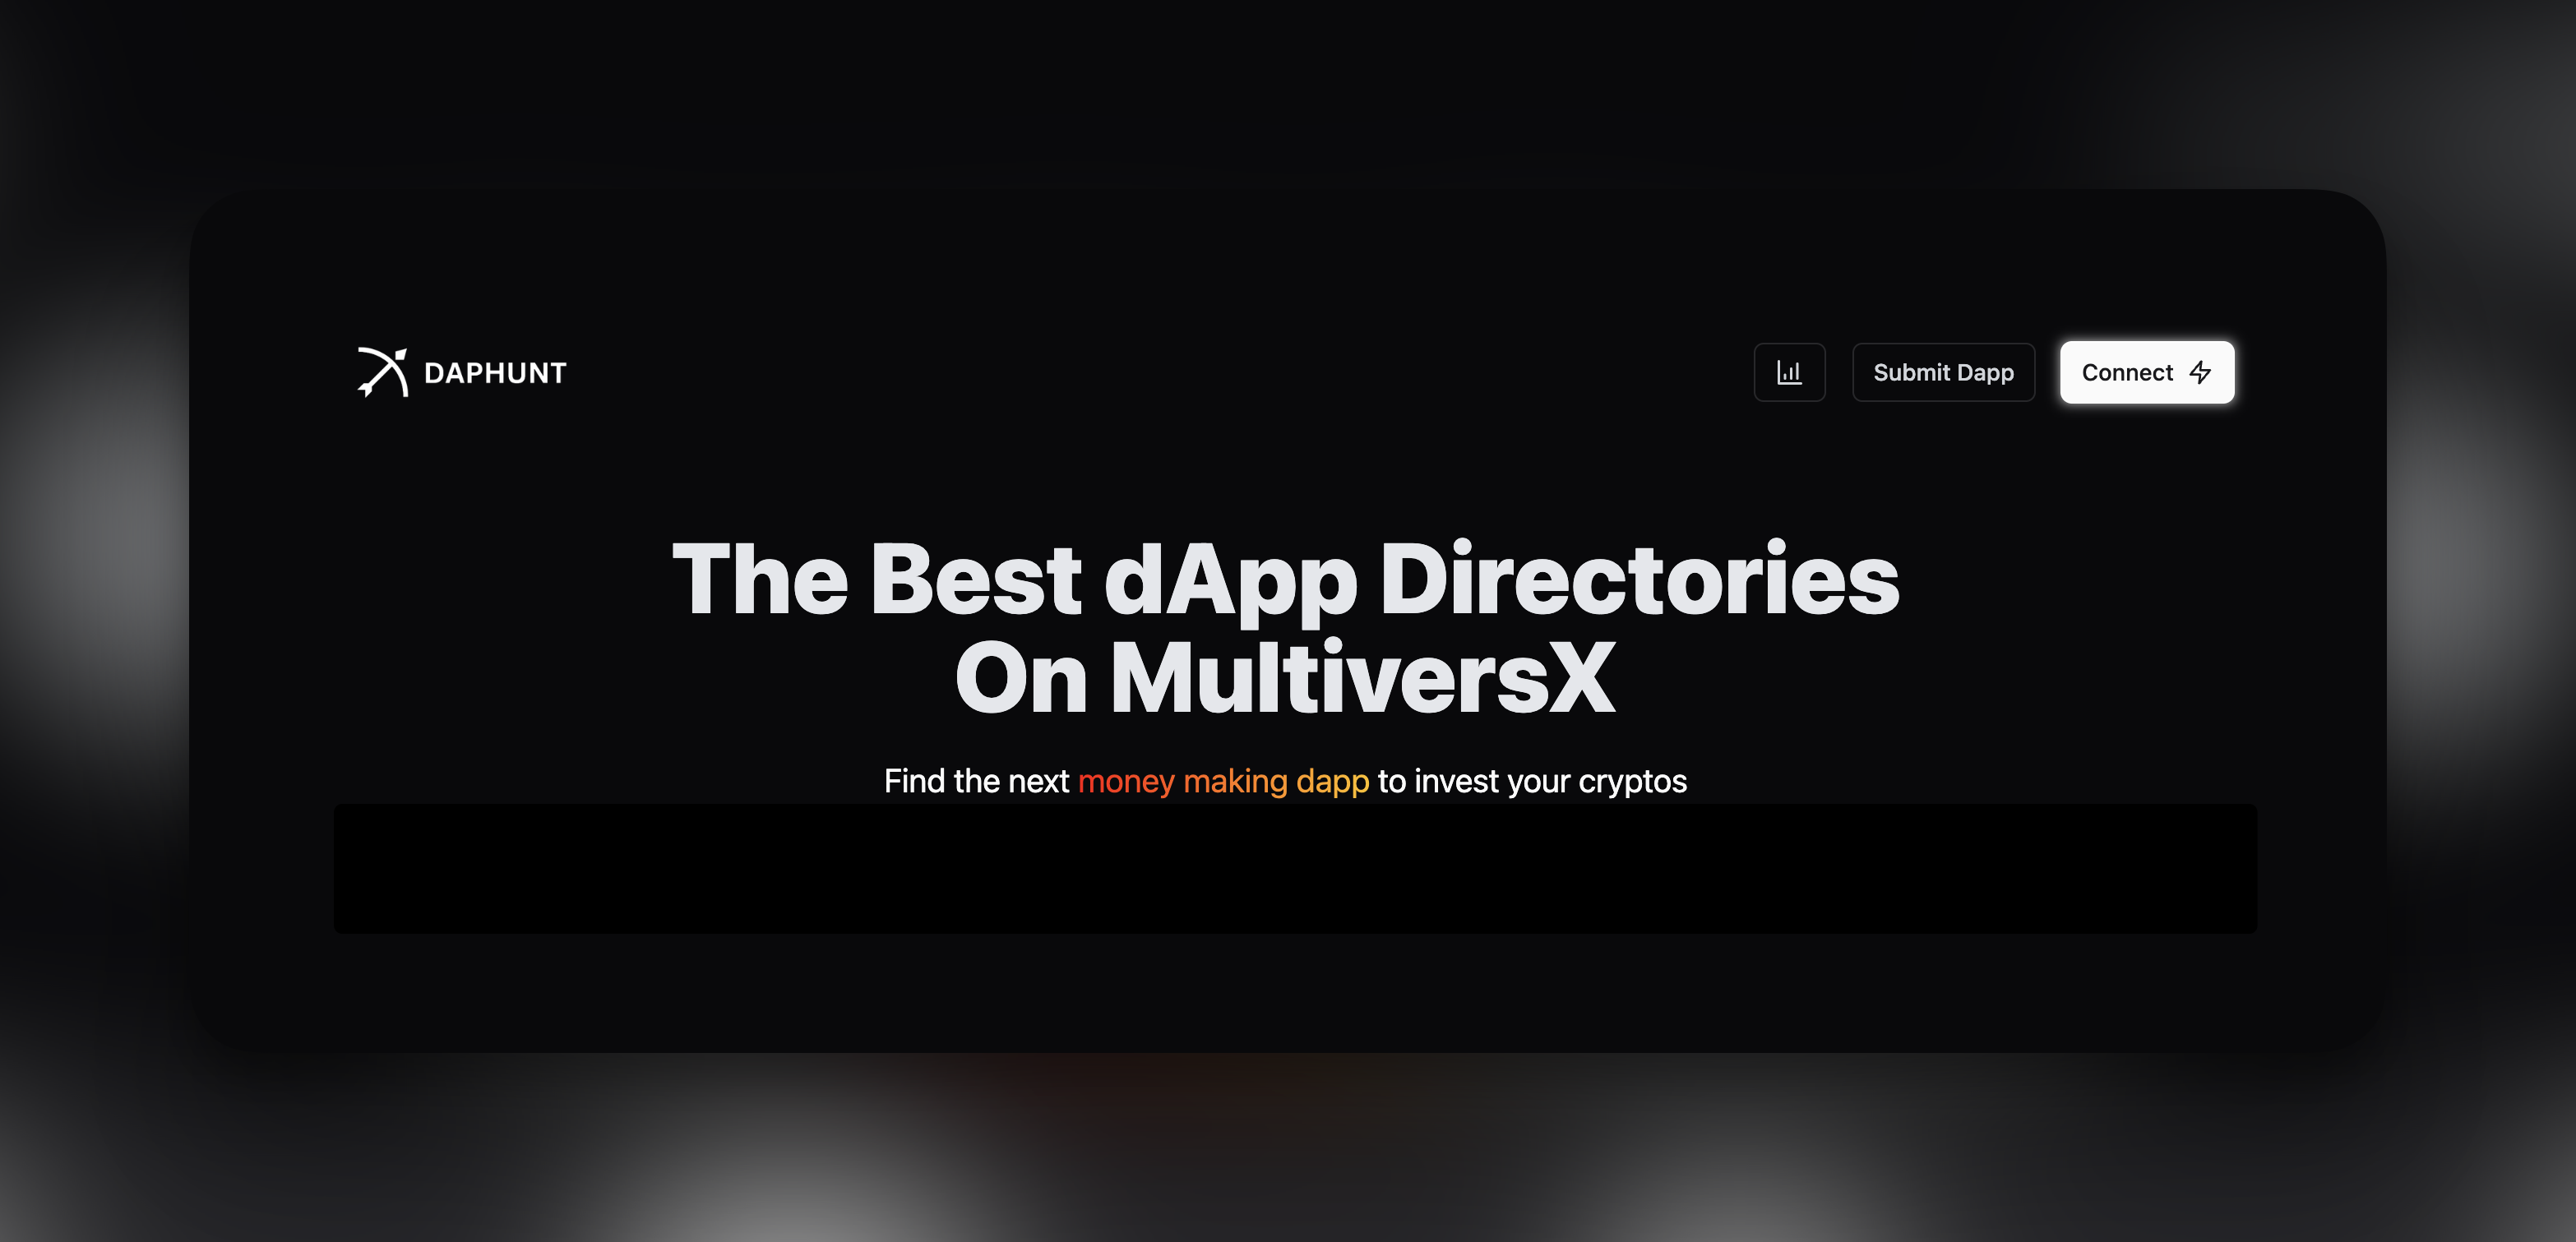 DAPHUNT
Submit Dapp
Connect
The Best dApp Directories
On MultiversX
Find the next money making dapp to invest your cryptos